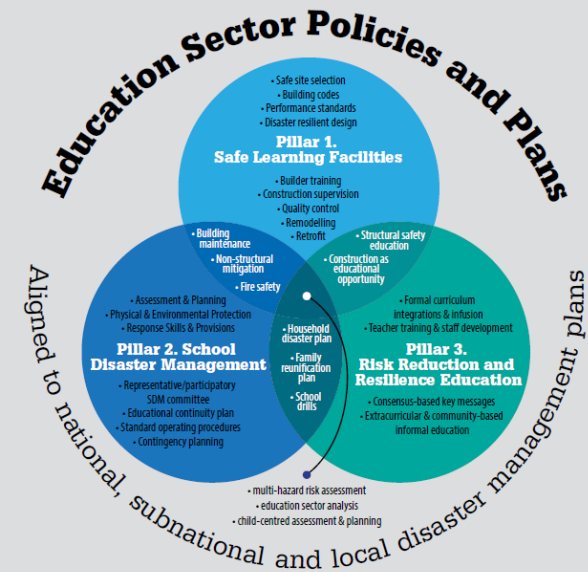 Education Sector Policies and Plans
• Safe site selection
• Building codes
• Performance standards
• Disaster resilient design
Pillar 1.
Safe Learning Facilities
• Builder training
• Construction supervision
• Quality control
• Remodelling
• Retrofit
• Building
maintenance
• Non-structural
mitigation
• Fire safety
• Structural safety
education
• Construction as
educational
opportunity
• Assessment & Planning
• Physical & Environmental Protection
• Response Skills & Provisions
Pillar 2. School
Disaster Management
• Representative/participatory
SDM committee
• Educational continuity plan
• Standard operating procedures
• Contingency planning
• Household
disaster plan
• Family
reunification
plan
• School
drills
• Formal curriculum
integrations & infusion
• Teacher training & staff development
Pillar 3.
Risk Reduction and
Resilience Education
• Consensus-based key messages
• Extracurricular & community-based
informal education
• multi-hazard risk assessment
• education sector analysis
• child-centred assessment & planning
Aligned to national, subnational and local disaster management plans